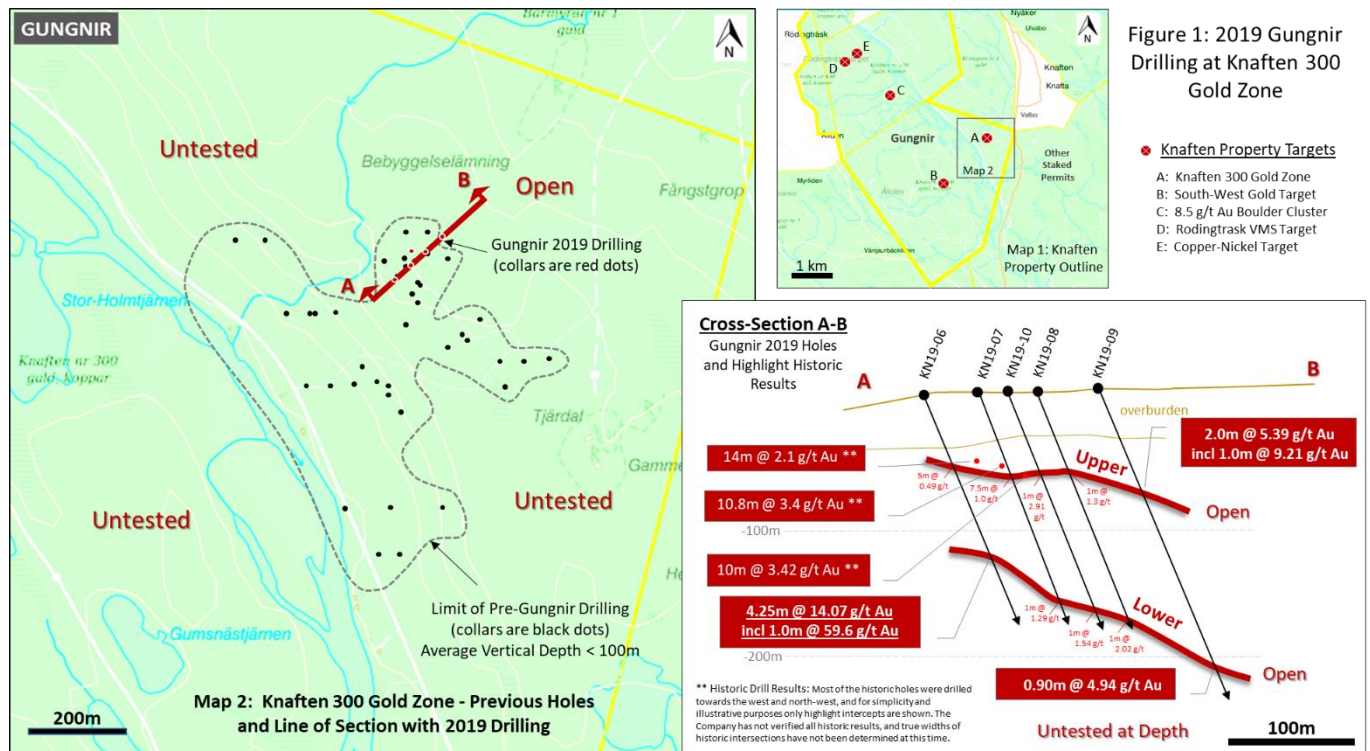 GUNGNIR
Barmyran nr 1
guld
N
Untested
Bebyggelselämning
B
Open
Fångstgrop
Gungnir 2019 Drilling
(collars are red dots)
A
Stor-Holmtjärnen
Knaften nr 300
guld, koppar
Tjärdal
Untested
Untested
Limit of Pre-Gungnir Drilling
(collars are black dots)
Average Vertical Depth < 100m
Gumsnästjärnen
Map 2: Knaften 300 Gold Zone - Previous Holes
and Line of Section with 2019 Drilling
200m
Rödingträsk
E
D
C
Gungnir
A
B
Map 2
Nyåker
Knaften
Knafta
Valbo
Other
Staked
Permits
Myrliden
Vänjaurbäcken
N
1 km
Map 1: Knaften
Property Outline
Figure 1: 2019 Gungnir
Drilling at Knaften 300
Gold Zone
Knaften Property Targets
A: Knaften 300 Gold Zone
B: South-West Gold Target
C: 8.5 g/t Au Boulder Cluster
D: Rodingtrask VMS Target
E: Copper-Nickel Target
Cross-Section A-B
Gungnir 2019 Holes
and Highlight Historic
Results
A
KN19-06
KN19-07
KN19-10
KN19-08
KN19-09
B
overburden
2.0m @ 5.39 g/t Au
incl 1.0m @ 9.21 g/t Au
14m @ 2.1 g/t Au **
Upper
5m @
0.49 g/t
7.5m @
1.0 g/t
1m @
2.91
g/t
1m @
1.3 g/t
10.8m @ 3.4 g/t Au **
Open
-100m
10m @ 3.42 g/t Au **
4.25m @ 14.07 g/t Au
incl 1.0m @ 59.6 g/t Au
Lower
1m @
1.29 g/t
1m @
1.54 g/t
1m @
2.02 g/t
-200m
Open
0.90m @ 4.94 g/t Au
** Historic Drill Results: Most of the historic holes were drilled
towards the west and north-west, and for simplicity and
illustrative purposes only highlight intercepts are shown. The
Company has not verified all historic results, and true widths of
historic intersections have not been determined at this time.
Untested at Depth
100m